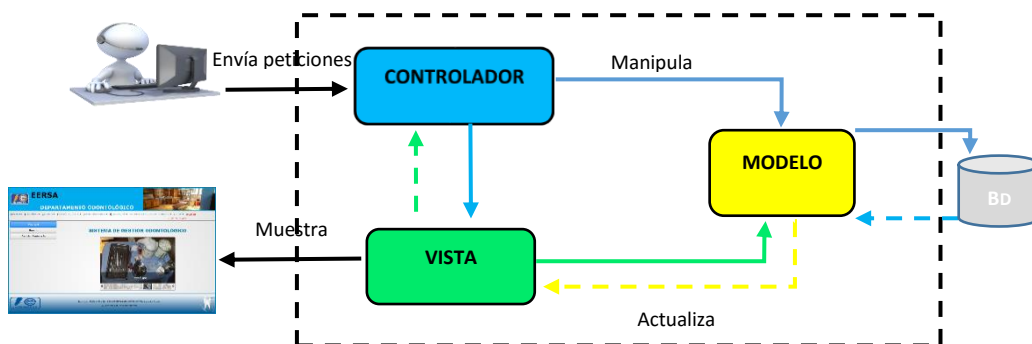 Envía peticiones
CONTROLADOR
Manipula
MODELO
BD
EERSA
DEPARTAMENTO ODONTOLÓGICO
Muestra
VISTA
Actualiza